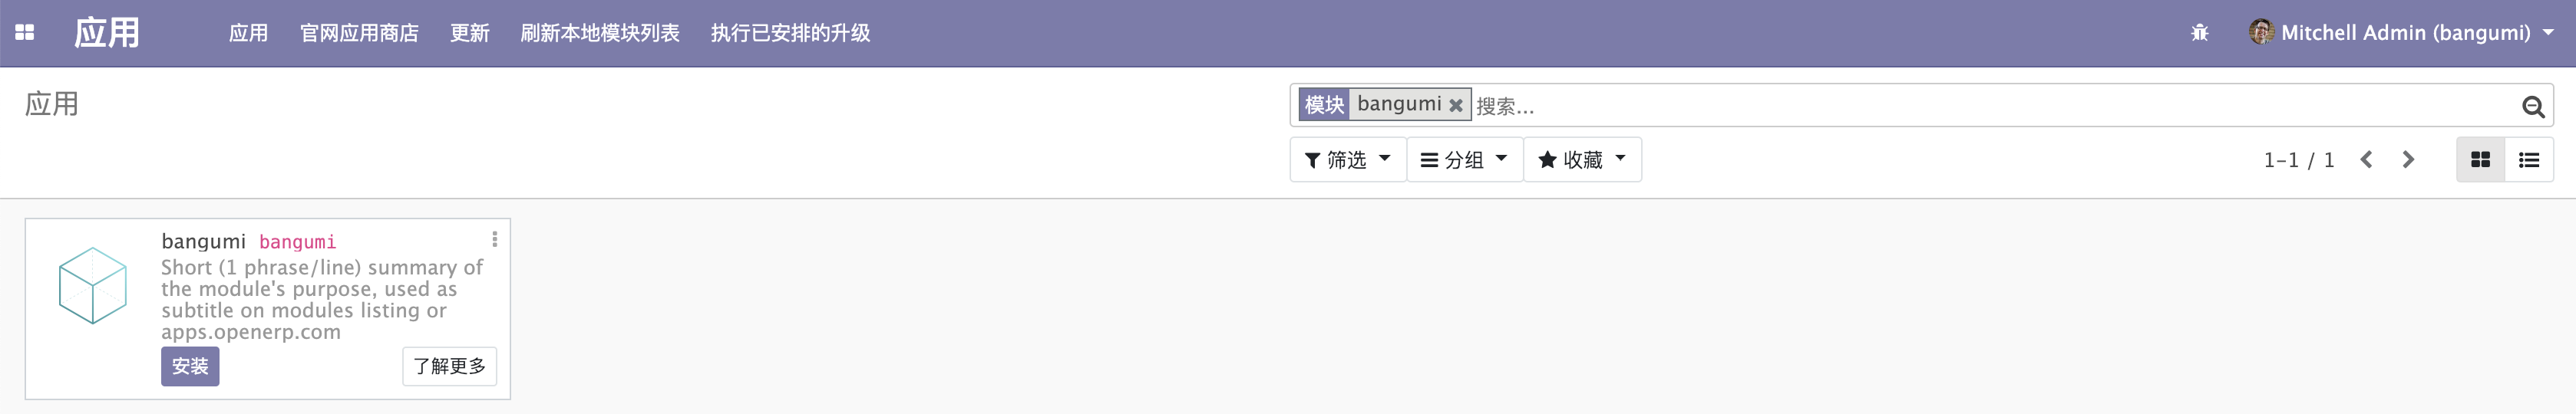 应用 应用 官网应用商店 更新 刷新本地模块列表 执行已安排的升级 Mitchell Admin (bangumi)
应用 模块 bangumi 搜索...
筛选 分组 收藏 1-1 / 1
bangumi bangumi
Short (1 phrase/line) summary of
the module's purpose, used as
subtitle on modules listing or
apps.openerp.com
安装 了解更多